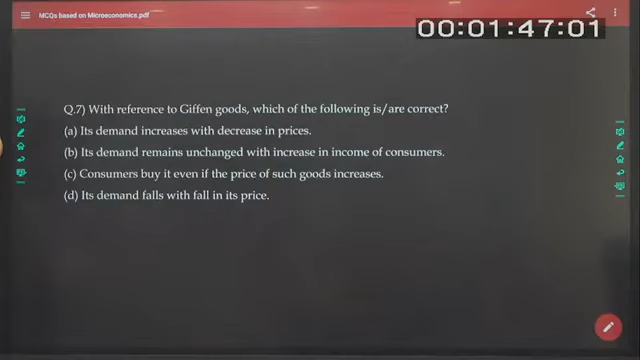 MCQs based on Microeconomics.pdf
00:01:47:01
Q.7) With reference to Giffen goods, which of the following is/are correct?
(a) Its demand increases with decrease in prices.
(b) Its demand remains unchanged with increase in income of consumers.
(c) Consumers buy it even if the price of such goods increases.
(d) Its demand falls with fall in its price.